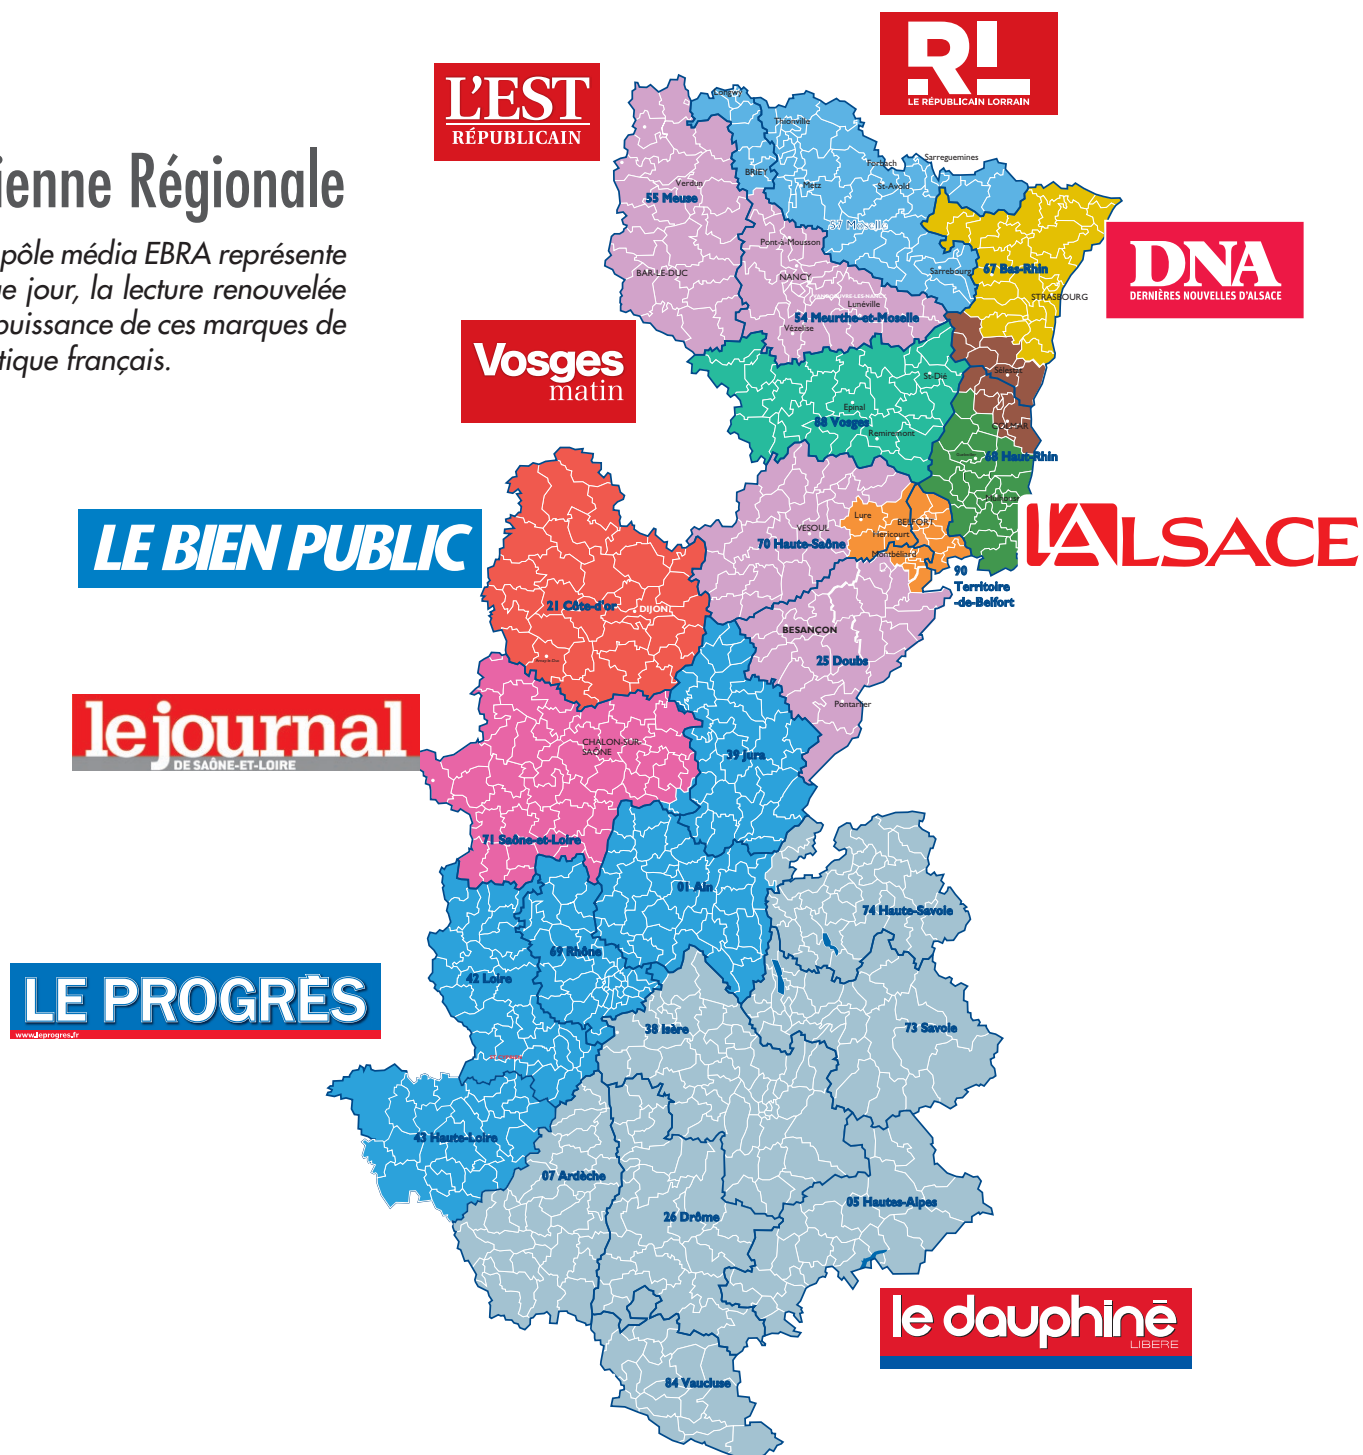 RL
LE RÉPUBLICAIN LORRAIN
L'EST
RÉPUBLICAIN
ienne Régionale
pôle média EBRA représente
ue jour, la lecture renouvelée
puissance de ces marques de
tique français.
DNA
DERNIÈRES NOUVELLES D'ALSACE
Vosges
matin
LE BIEN PUBLIC
L'ALSACE
le journal
DE SAÔNE-ET-LOIRE
LE PROGRÈS
www.leprogres.fr
le dauphiné
LIBERE
Longwy
Thionville
BRIEY
Metz
Forbach
St-Avold
Sarreguemines
Verdun
55 Meuse
57 Moselle
Pont-à-Mousson
BAR-LE-DUC
NANCY
Sarrebourg
67 Bas-Rhin
STRASBOURG
Lunéville
54 Meurthe-et-Moselle
Vézelise
St-Dié
Sélestat
Epinal
88 Vosges
Remiremont
COLMAR
68 Haut-Rhin
Mulhouse
Lure
BELFORT
VESOUL
Héricourt
70 Haute-Saône
Montbéliard
90
Territoire
-de-Belfort
21 Côte-d'or
DIJON
BESANÇON
25 Doubs
Pontarlier
CHALON-SUR-
SAÔNE
39 Jura
71 Saône-et-Loire
01 Ain
74 Haute-Savoie
69 Rhône
42 Loire
38 Isère
73 Savoie
43 Haute-Loire
07 Ardèche
26 Drôme
05 Hautes-Alpes
84 Vaucluse